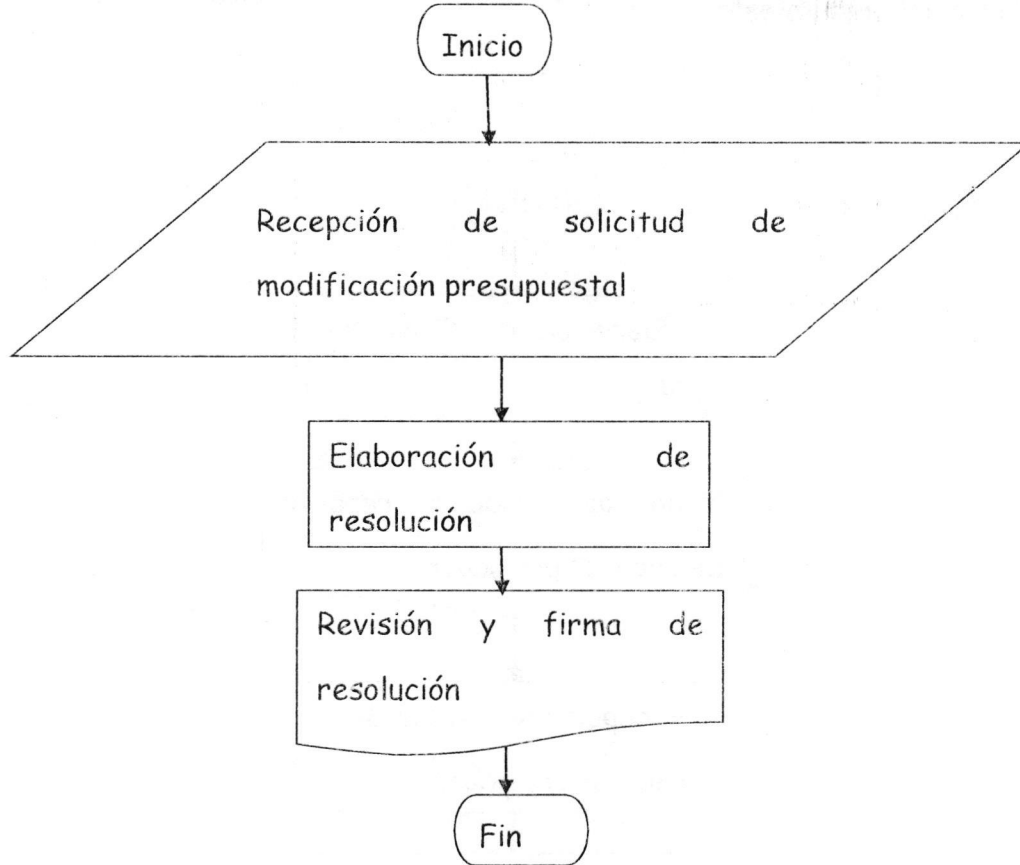 Inicio
Recepción de solicitud de
modificación presupuestal
Elaboración de
resolución
Revisión y firma de
resolución
Fin